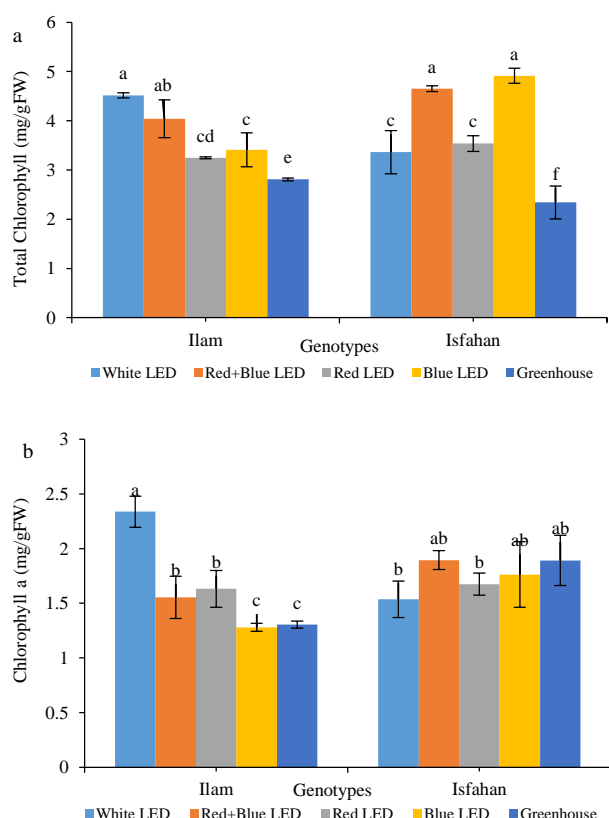 a
Total Chlorophyll (mg/gFW)
6
5
4
3
2
1
0
a ab cd c e
c a c a f
Ilam Genotypes Isfahan
White LED Red+Blue LED Red LED Blue LED Greenhouse
b
Chlorophyll a (mg/gFW)
3
2.5
2
1.5
1
0.5
0
a b b c c
b ab b ab ab
Ilam Genotypes Isfahan
White LED Red+Blue LED Red LED Blue LED Greenhouse